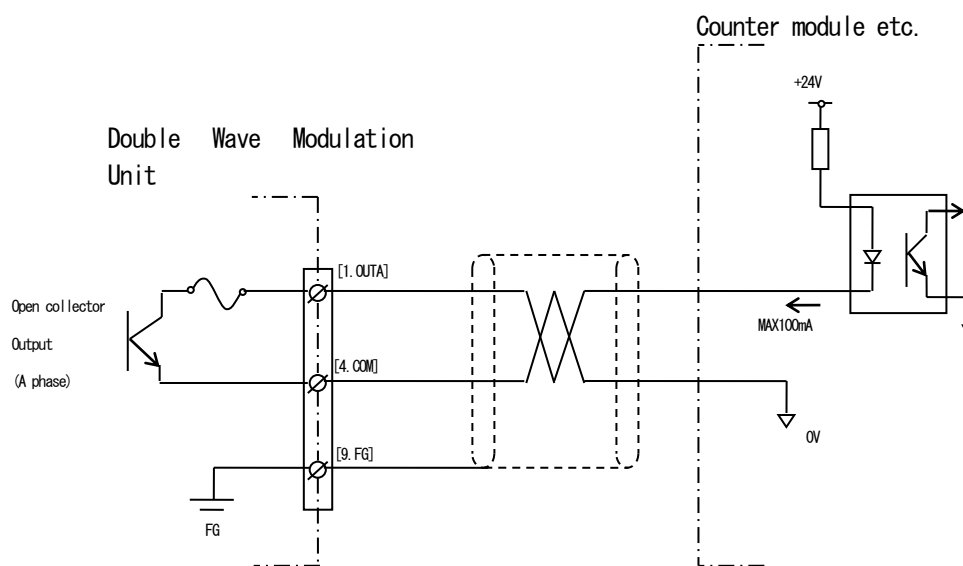 Counter module etc.
+24V
Double Wave Modulation
Unit
[1.OUTA]
Open collector
Output
(A phase)
MAX100mA
[4.COM]
0V
[9.FG]
FG